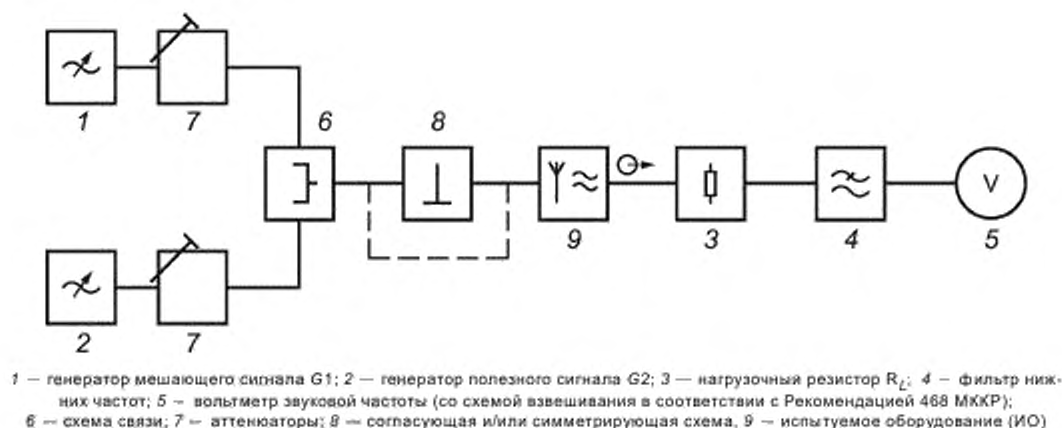 1 7 6 8 9 3 4 V 5 2 7
1 — генератор мешающего сигнала G1; 2 — генератор полезного сигнала G2; 3 — нагрузочный резистор RL; 4 — фильтр ниж-
них частот; 5 – вольтметр звуковой частоты (со схемой взвешивания в соответствии с Рекомендацией 468 МККР);
6 — схема связи; 7 — аттенюаторы; 8 — согласующая и/или симметрирующая схема, 9 — испытуемое оборудование (ИО)